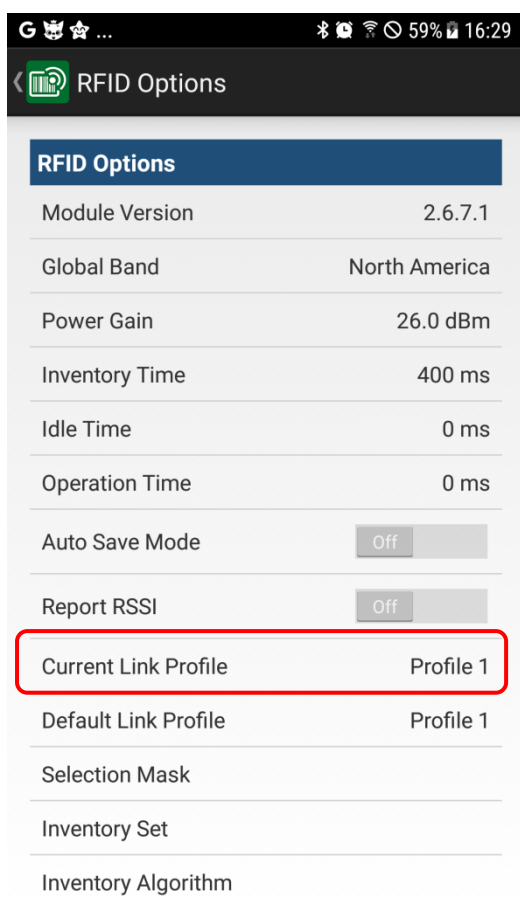 G ... 59% 16:29
RFID Options
RFID Options
Module Version 2.6.7.1
Global Band North America
Power Gain 26.0 dBm
Inventory Time 400 ms
Idle Time 0 ms
Operation Time 0 ms
Auto Save Mode Off
Report RSSI Off
Current Link Profile Profile 1
Default Link Profile Profile 1
Selection Mask
Inventory Set
Inventory Algorithm